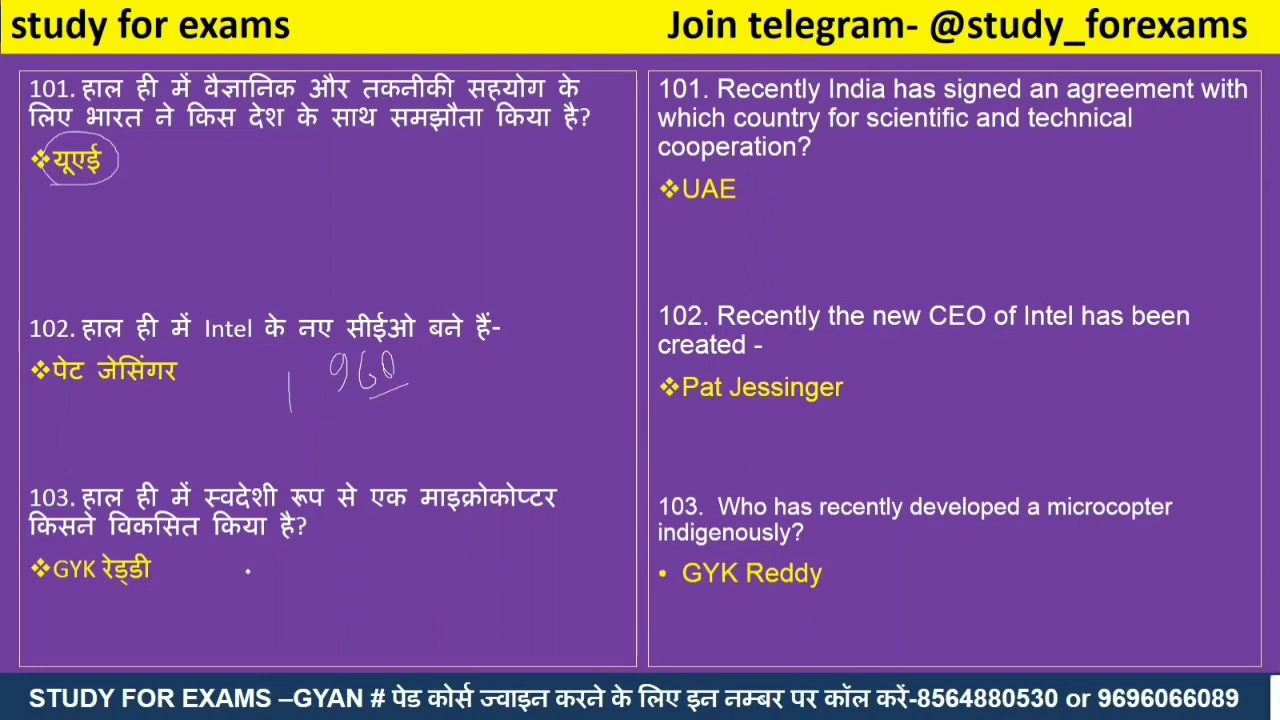 study for exams
Join telegram- @study_forexams
101. हाल ही में वैज्ञानिक और तकनीकी सहयोग के
लिए भारत ने किस देश के साथ समझौता किया है?
❖यूएई
102. हाल ही में Intel के नए सीईओ बने हैं-
❖पेट जेसिंगर
1 960
103. हाल ही में स्वदेशी रूप से एक माइक्रोकोप्टर
किसने विकसित किया है?
❖GYK रेड्डी
101. Recently India has signed an agreement with
which country for scientific and technical
cooperation?
❖UAE
102. Recently the new CEO of Intel has been
created -
❖Pat Jessinger
103. Who has recently developed a microcopter
indigenously?
• GYK Reddy
STUDY FOR EXAMS –GYAN # पेड कोर्स ज्वाइन करने के लिए इन नम्बर पर कॉल करें-8564880530 or 9696066089